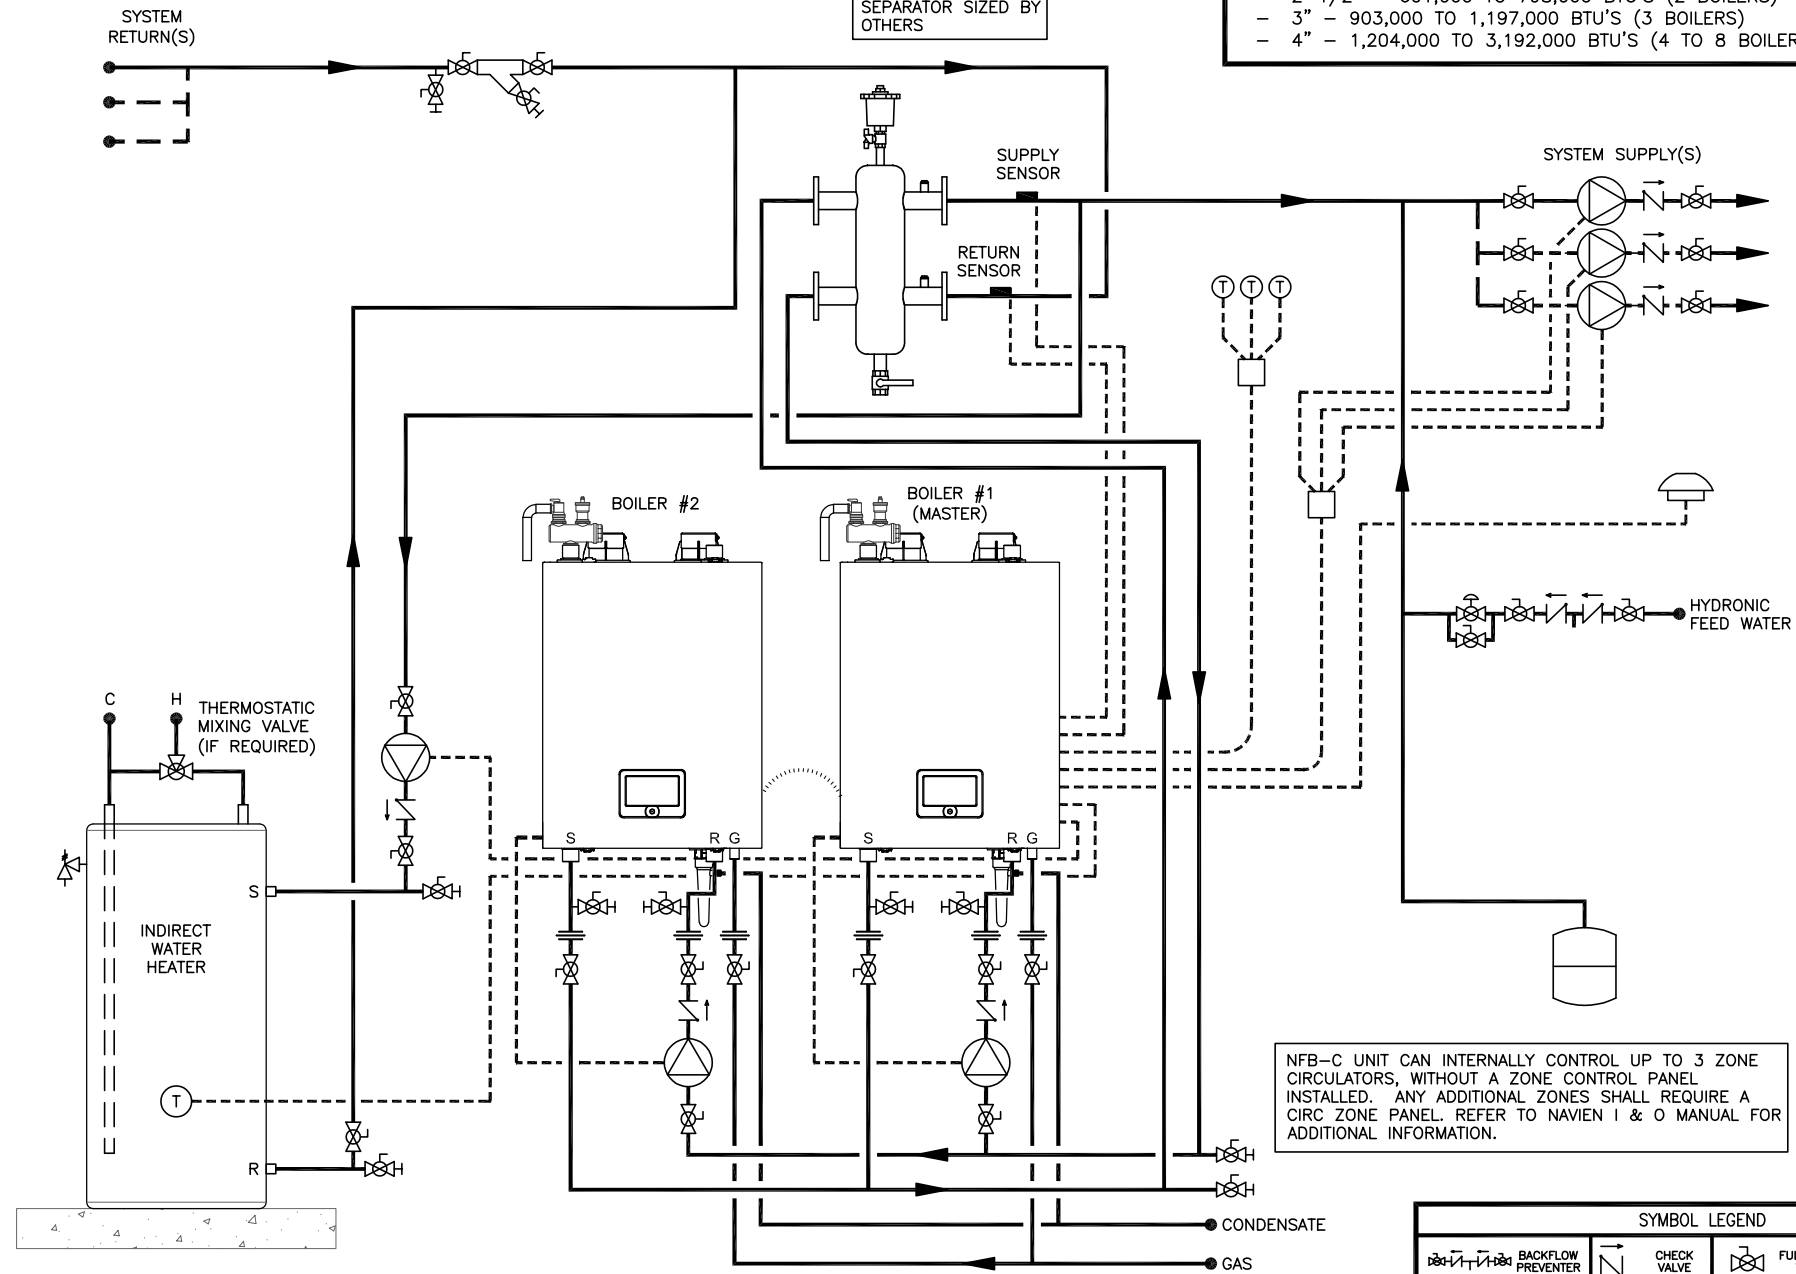 SYSTEM
RETURN(S)
SEPARATOR SIZED BY
OTHERS
– 3" – 903,000 TO 1,197,000 BTU'S (3 BOILERS)
– 4" – 1,204,000 TO 3,192,000 BTU'S (4 TO 8 BOILER
SUPPLY
SENSOR
SYSTEM SUPPLY(S)
RETURN
SENSOR
T T T
BOILER #2
BOILER #1
(MASTER)
HYDRONIC
FEED WATER
C H
THERMOSTATIC
MIXING VALVE
(IF REQUIRED)
S R G
S R G
S
INDIRECT
WATER
HEATER
T
R
NFB-C UNIT CAN INTERNALLY CONTROL UP TO 3 ZONE
CIRCULATORS, WITHOUT A ZONE CONTROL PANEL
INSTALLED. ANY ADDITIONAL ZONES SHALL REQUIRE A
CIRC ZONE PANEL. REFER TO NAVIEN I & O MANUAL FOR
ADDITIONAL INFORMATION.
CONDENSATE
GAS
SYMBOL LEGEND
BACKFLOW
PREVENTER
CHECK
VALVE